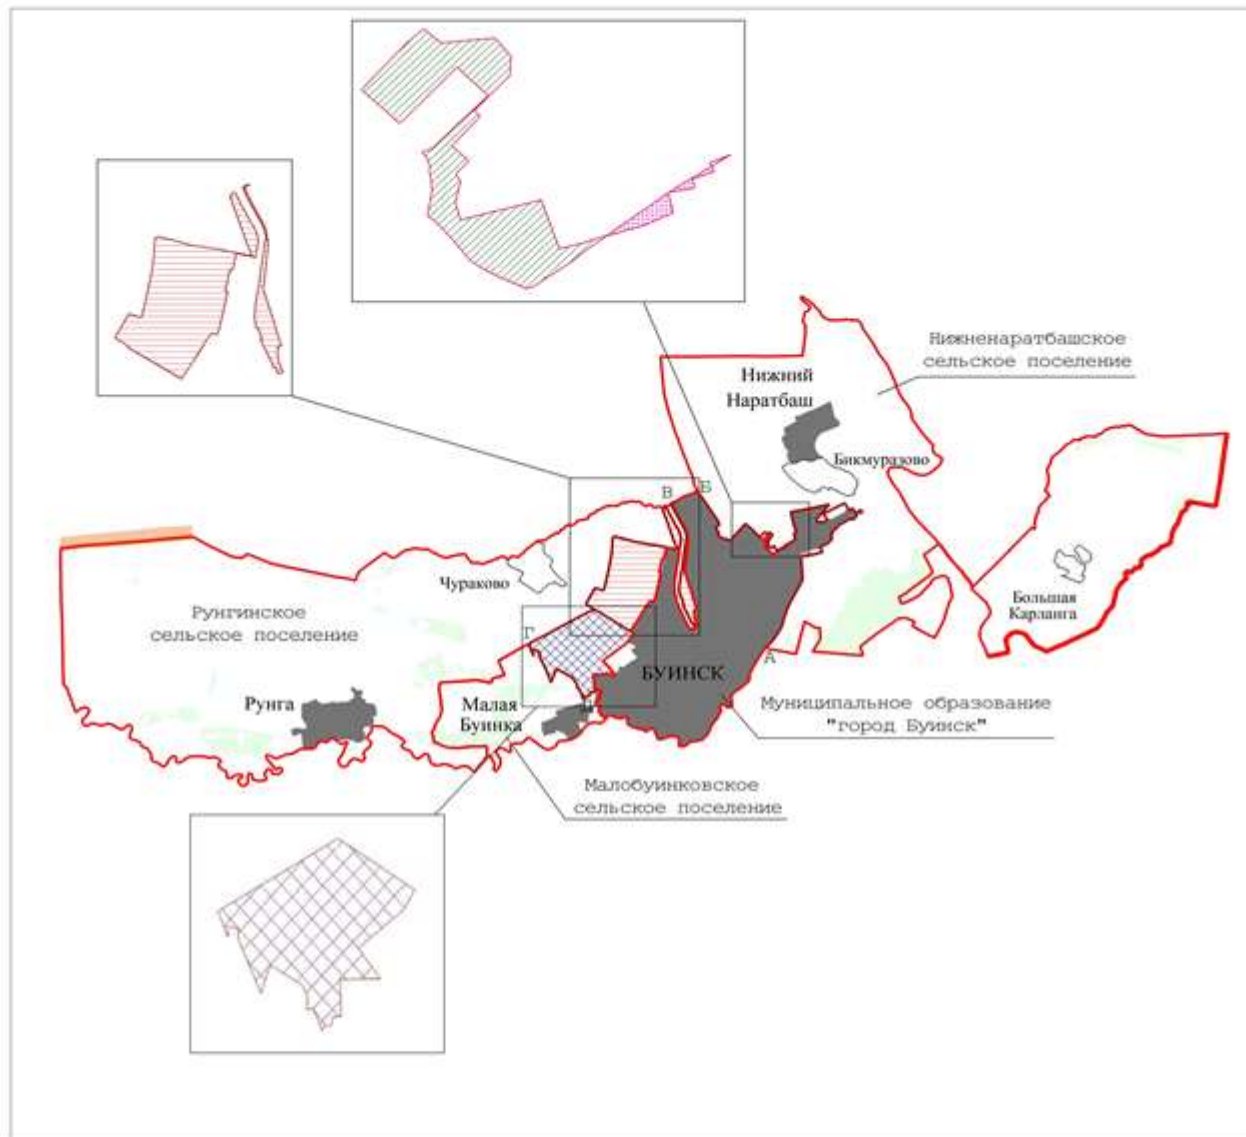 Нижненаратбашское
сельское поселение
Нижний
Наратбаш
Бикмуразово
В
Б
Чураково
Большая
Карланга
Рунгинское
сельское поселение
Г
А
БУИНСК
Рунга
Малая
Буинка
Муниципальное образование
"город Буинск"
Малобуинковское
сельское поселение